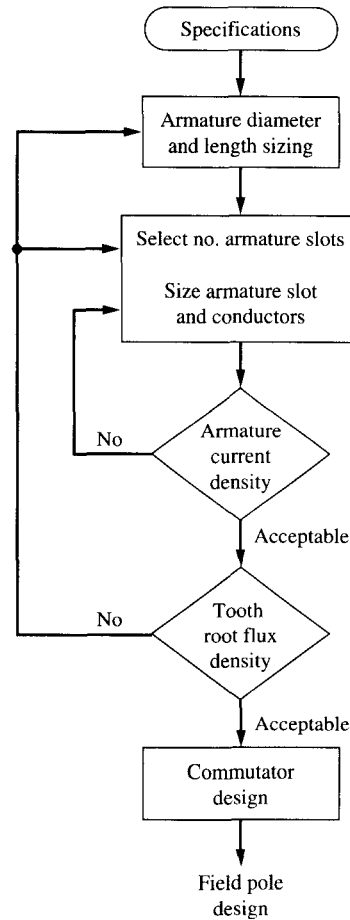 Specifications
Armature diameter
and length sizing
Select no. armature slots
Size armature slot
and conductors
No
Armature
current
density
Acceptable
No
Tooth
root flux
density
Acceptable
Commutator
design
Field pole
design